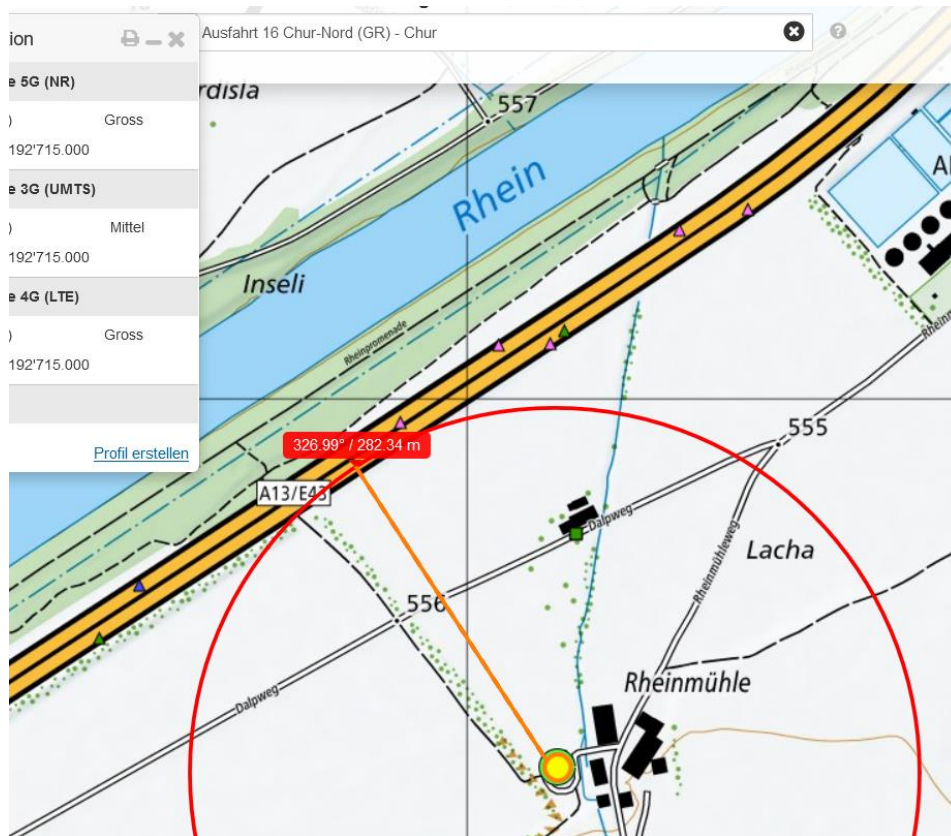 Ausfahrt 16 Chur-Nord (GR) - Chur
tion
e 5G (NR)
) Gross
192'715.000
e 3G (UMTS)
) Mittel
192'715.000
e 4G (LTE)
) Gross
192'715.000
Profil erstellen
rdisla
557
Rhein
Inseli
Rheinpromenade
326.99° / 282.34 m
A13/E43
555
Dalpweg
Lacha
Rheinmühleweg
556
Dalpweg
Rheinmühle